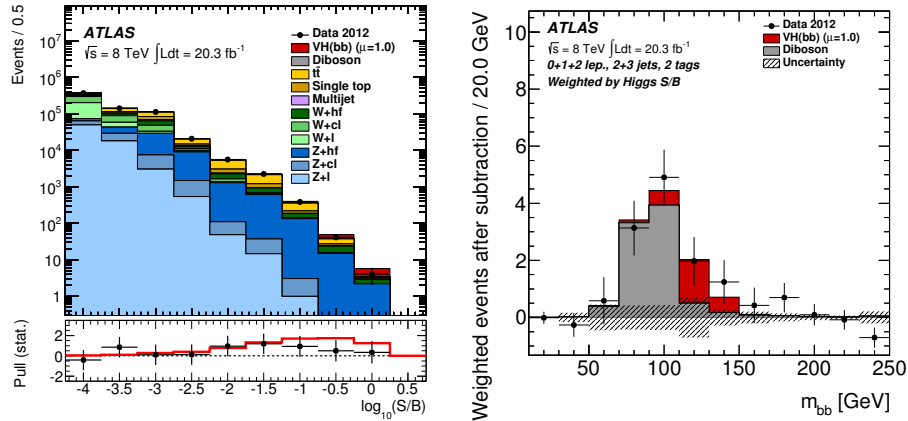 ATLAS
√s = 8 TeV ∫Ldt = 20.3 fb⁻¹
Data 2012
VH(bb) (μ=1.0)
Diboson
tt̄
Single top
Multijet
W+hf
W+cl
W+l
Z+hf
Z+cl
Z+l
Events / 0.5
10⁷
10⁶
10⁵
10⁴
10³
10²
10
1
Pull (stat.)
2
0
-2
-4 -3.5 -3 -2.5 -2 -1.5 -1 -0.5 0 0.5
log₁₀(S/B)
ATLAS
√s = 8 TeV ∫Ldt = 20.3 fb⁻¹
0+1+2 lep., 2+3 jets, 2 tags
Weighted by Higgs S/B
Data 2012
VH(bb) (μ=1.0)
Diboson
Uncertainty
Weighted events after subtraction / 20.0 GeV
10
8
6
4
2
0
50 100 150 200 250
m_bb [GeV]